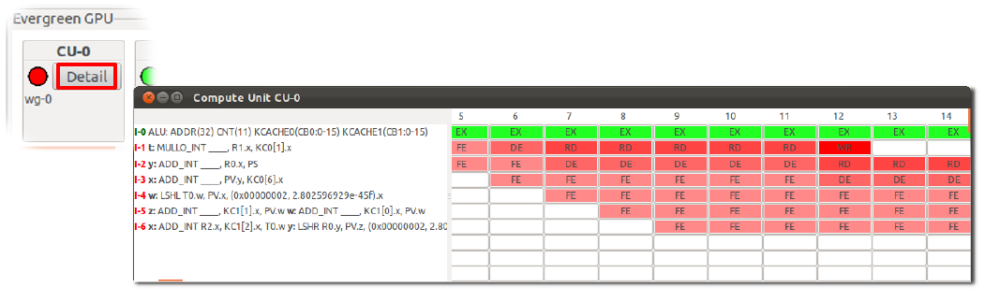 Evergreen GPU
CU-0
Detail
wg-0
Compute Unit CU-0
5 6 7 8 9 10 11 12 13 14
I-0 ALU: ADDR(32) CNT(11) KCACHE0(CB0:0-15) KCACHE1(CB1:0-15) EX EX EX EX EX EX EX EX EX EX
I-1 t: MULLO_INT ____, R1.x, KC0[1].x FE DE RD RD RD RD RD WR
I-2 y: ADD_INT ____, R0.x, PS FE FE DE DE DE DE DE RD RD RD
I-3 x: ADD_INT ____, PV.y, KC0[6].x FE FE FE FE FE FE DE DE DE
I-4 w: LSHL T0.w, PV.x, (0x00000002, 2.802596929e-45f).x FE FE FE FE FE FE FE FE
I-5 z: ADD_INT ____, KC1[1].x, PV.w w: ADD_INT ____, KC1[0].x, PV.w FE FE FE FE FE FE FE
I-6 x: ADD_INT R2.x, KC1[2].x, T0.w y: LSHR R0.y, PV.z, (0x00000002, 2.80 FE FE FE FE FE FE